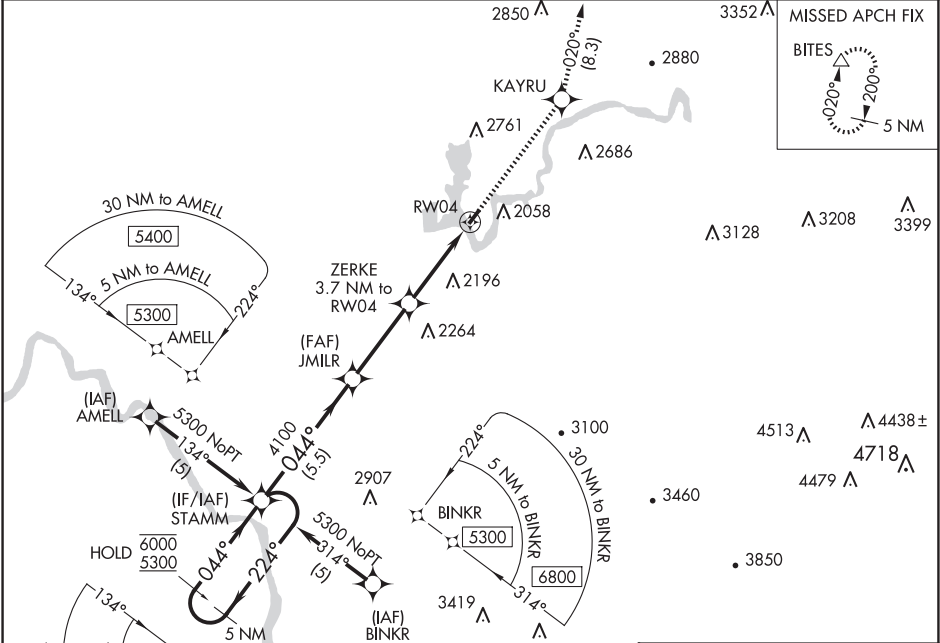 2850
3352
MISSED APCH FIX
BITES
020°
200°
5 NM
020°
(8.3)
2880
KAYRU
2761
2686
RW04
2058
3128
3208
3399
30 NM to AMELL
5400
5 NM to AMELL
134°
224°
5300
AMELL
ZERKE
3.7 NM to
RW04
2196
2264
(FAF)
JMILR
(IAF)
AMELL
5300 NoPT
134°
(5)
4100
044°
(5.5)
(IF/IAF)
STAMM
2907
HOLD
6000
5300
044°
224°
5 NM
5300 NoPT
314°
(5)
(IAF)
BINKR
224°
5 NM to BINKR
30 NM to BINKR
BINKR
5300
6800
314°
3100
3460
3850
3419
4513
4438±
4718
4479
134°